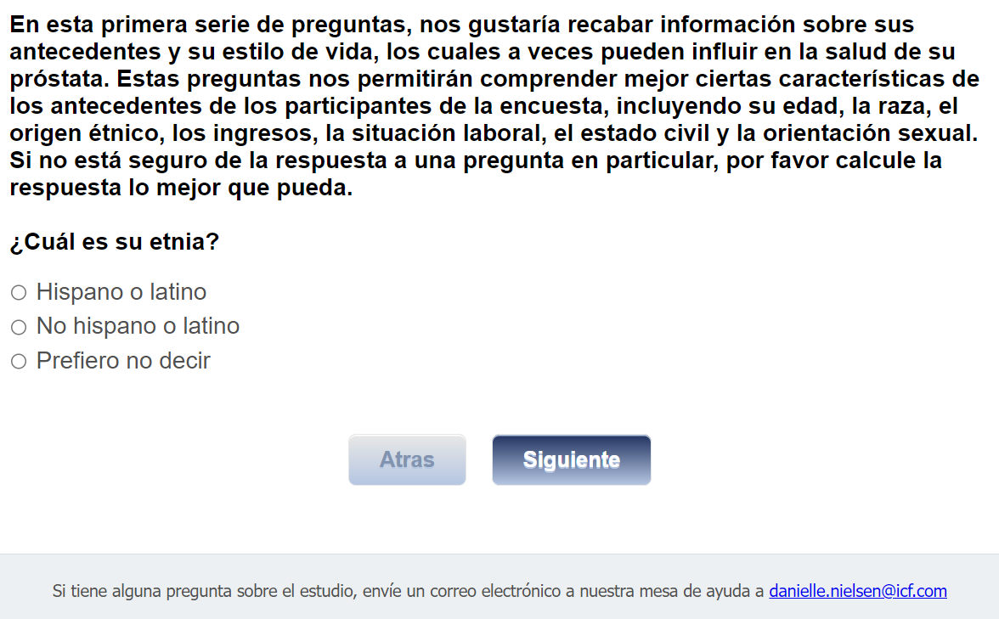 En esta primera serie de preguntas, nos gustaría recabar información sobre sus
antecedentes y su estilo de vida, los cuales a veces pueden influir en la salud de su
próstata. Estas preguntas nos permitirán comprender mejor ciertas características de
los antecedentes de los participantes de la encuesta, incluyendo su edad, la raza, el
origen étnico, los ingresos, la situación laboral, el estado civil y la orientación sexual.
Si no está seguro de la respuesta a una pregunta en particular, por favor calcule la
respuesta lo mejor que pueda.
¿Cuál es su etnia?
Hispano o latino
No hispano o latino
Prefiero no decir
Atras
Siguiente
Si tiene alguna pregunta sobre el estudio, envíe un correo electrónico a nuestra mesa de ayuda a danielle.nielsen@icf.com